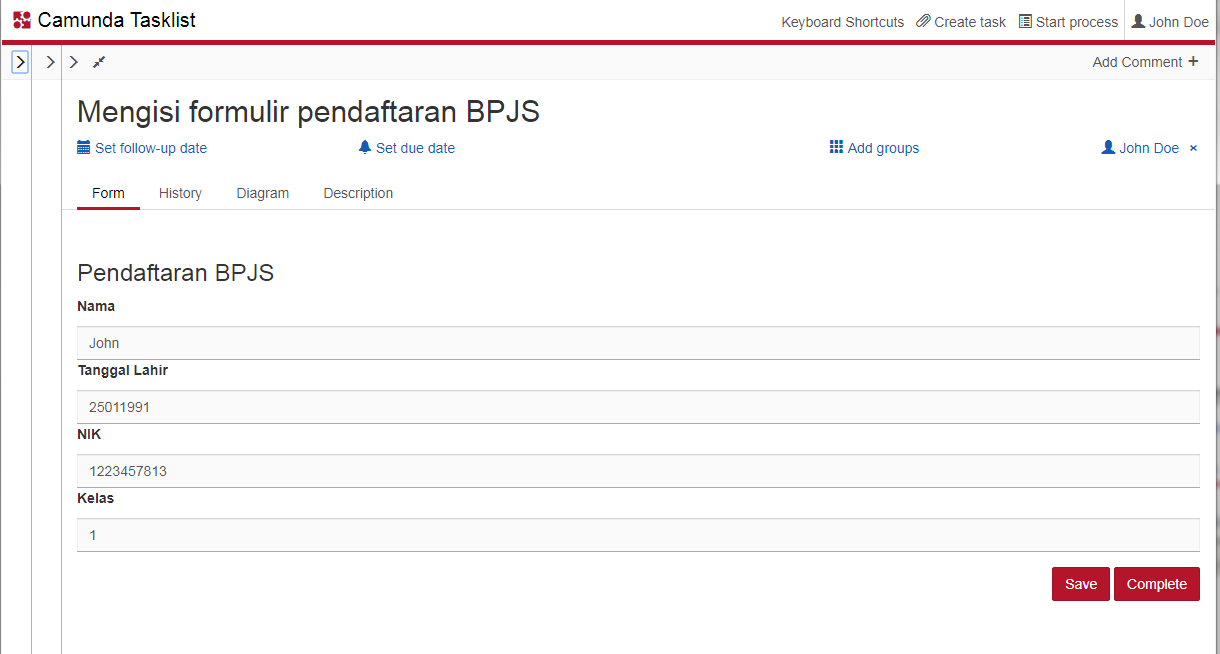 Camunda Tasklist
Keyboard Shortcuts Create task Start process John Doe
Add Comment +
Mengisi formulir pendaftaran BPJS
Set follow-up date Set due date Add groups John Doe ×
Form History Diagram Description
Pendaftaran BPJS
Nama
John
Tanggal Lahir
25011991
NIK
1223457813
Kelas
1
Save Complete